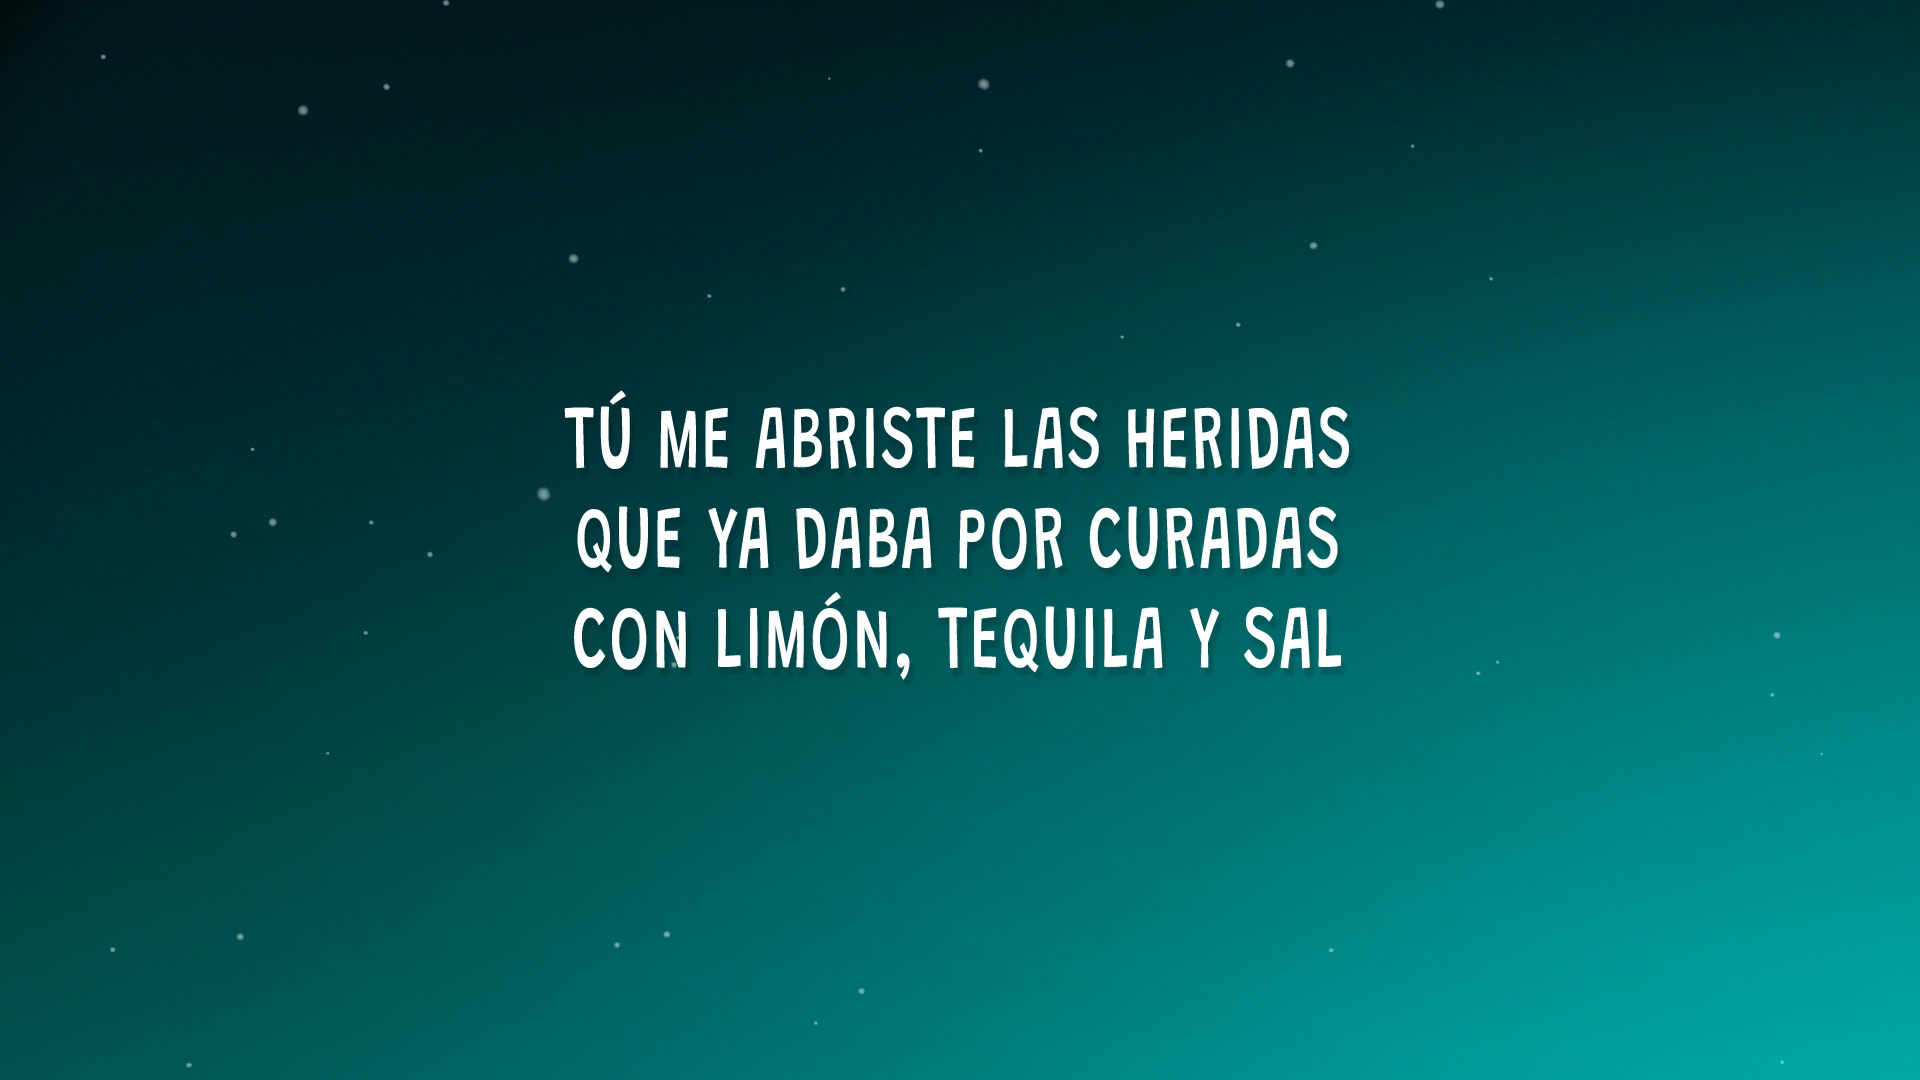 TÚ ME ABRISTE LAS HERIDAS
QUE YA DABA POR CURADAS
CON LIMÓN, TEQUILA Y SAL